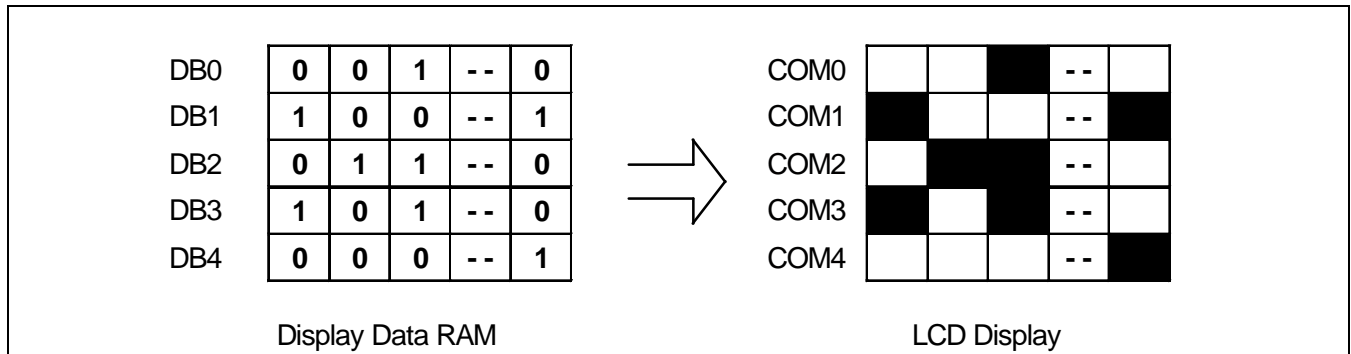 DB0 0 0 1 -- 0 COM0 --
DB1 1 0 0 -- 1 COM1 --
DB2 0 1 1 -- 0 COM2 --
DB3 1 0 1 -- 0 COM3 --
DB4 0 0 0 -- 1 COM4 --
Display Data RAM LCD Display